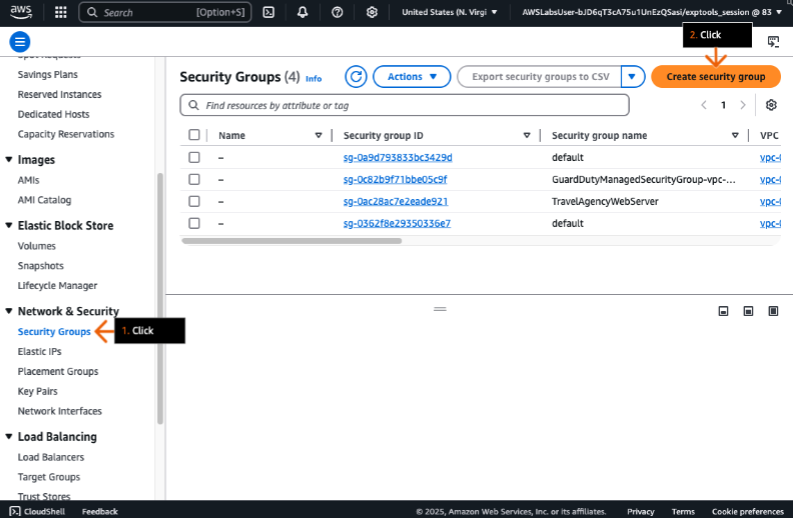 aws
Search [Option+S]
United States (N. Virgi
AWSLabsUser-bJD6qT3cA75u1UnEzQSasi/exptools_session @ 83
2. Click
Savings Plans
Reserved Instances
Dedicated Hosts
Capacity Reservations
Images
AMIs
AMI Catalog
Elastic Block Store
Volumes
Snapshots
Lifecycle Manager
Network & Security
Security Groups
1. Click
Elastic IPs
Placement Groups
Key Pairs
Network Interfaces
Load Balancing
Load Balancers
Target Groups
Trust Stores
Security Groups (4) Info
Actions
Export security groups to CSV
Create security group
Find resources by attribute or tag
1
Name Security group ID Security group name VPC
– sg-0a9d793833bc3429d default vpc-
– sg-0c82b9f71bbe05c9f GuardDutyManagedSecurityGroup-vpc-... vpc-
– sg-0ac28ac7e2eade921 TravelAgencyWebServer vpc-
– sg-0362f8e29350336e7 default vpc-
CloudShell Feedback
© 2025, Amazon Web Services, Inc. or its affiliates. Privacy Terms Cookie preferences